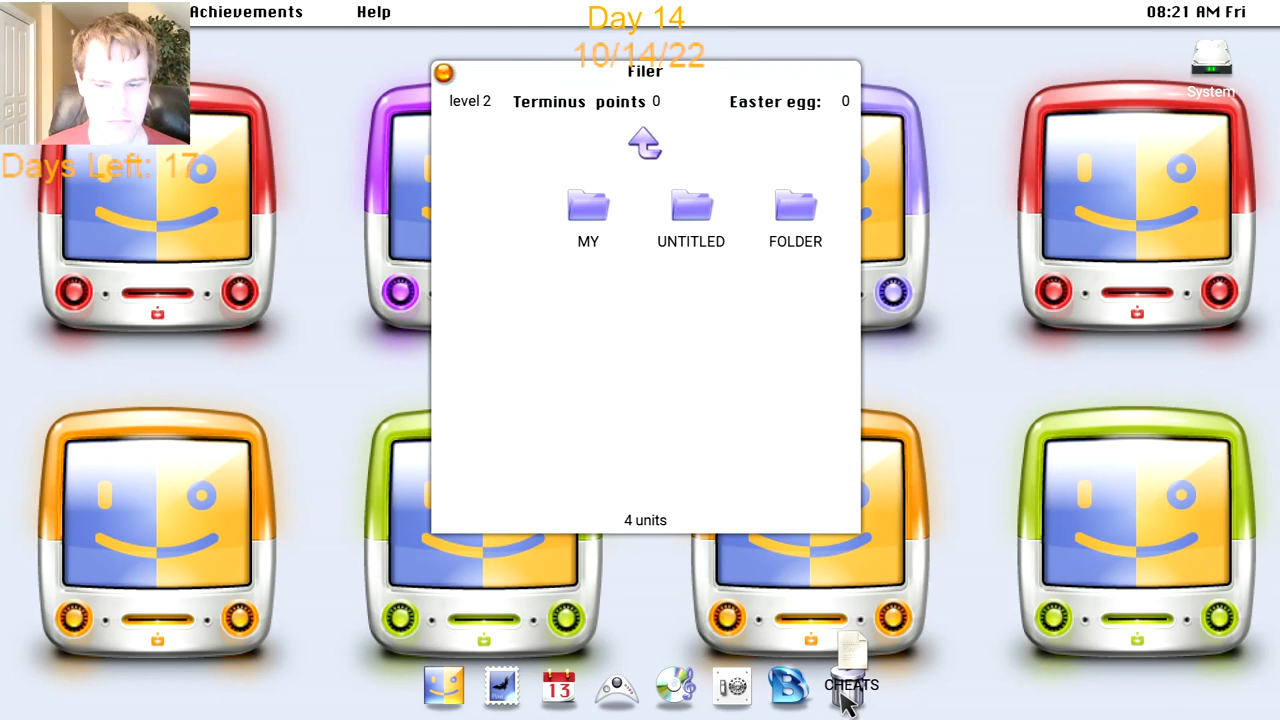 Achievements Help
08:21 AM Fri
Day 14
10/14/22
Filer
System
level 2 Terminus points 0 Easter egg: 0
Days Left: 17
MY UNTITLED FOLDER
4 units
13
CHEATS